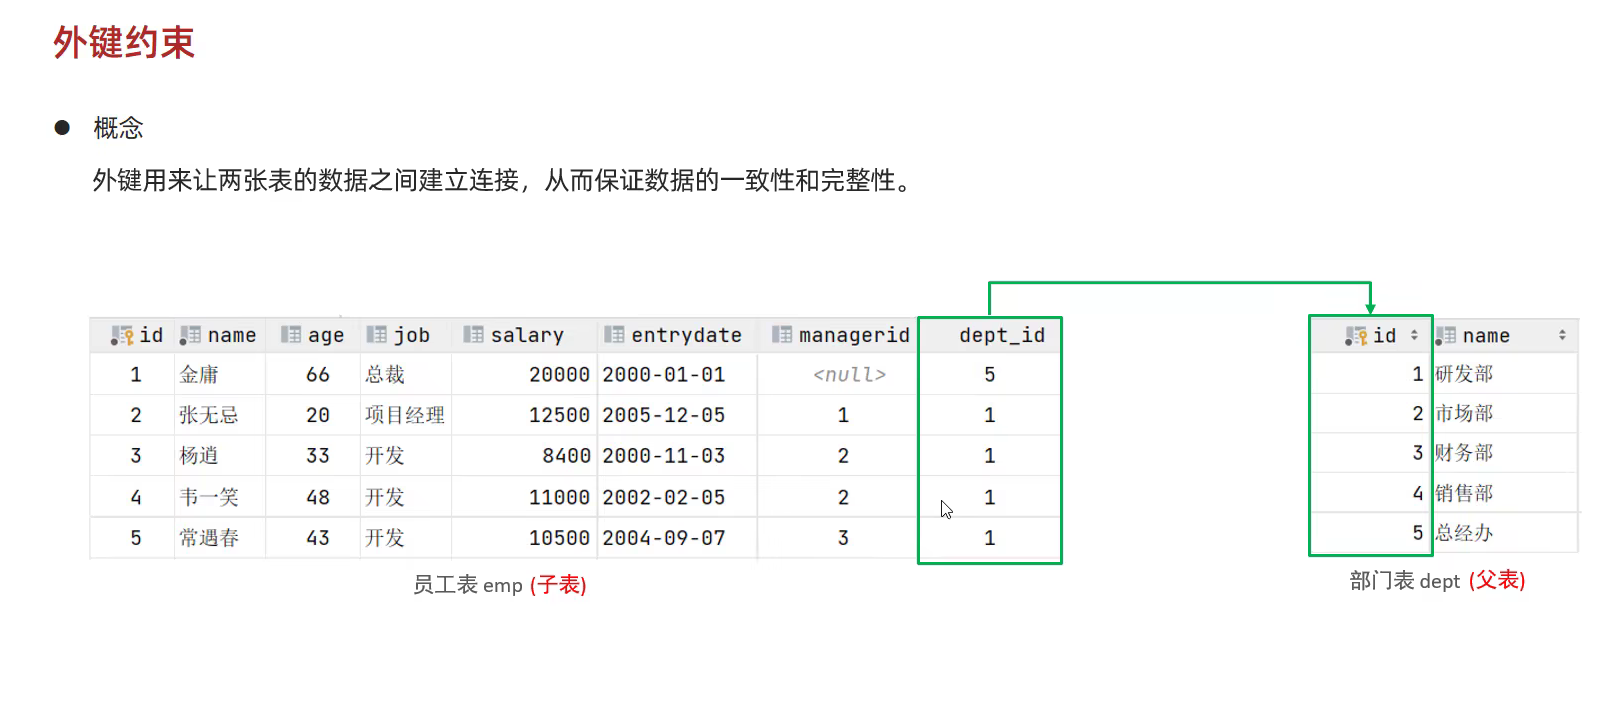 外键约束
● 概念
外键用来让两张表的数据之间建立连接，从而保证数据的一致性和完整性。
id name age job salary entrydate managerid dept_id
1 金庸 66 总裁 20000 2000-01-01 <null> 5
2 张无忌 20 项目经理 12500 2005-12-05 1 1
3 杨逍 33 开发 8400 2000-11-03 2 1
4 韦一笑 48 开发 11000 2002-02-05 2 1
5 常遇春 43 开发 10500 2004-09-07 3 1
员工表 emp (子表)
id name
1 研发部
2 市场部
3 财务部
4 销售部
5 总经办
部门表 dept (父表)